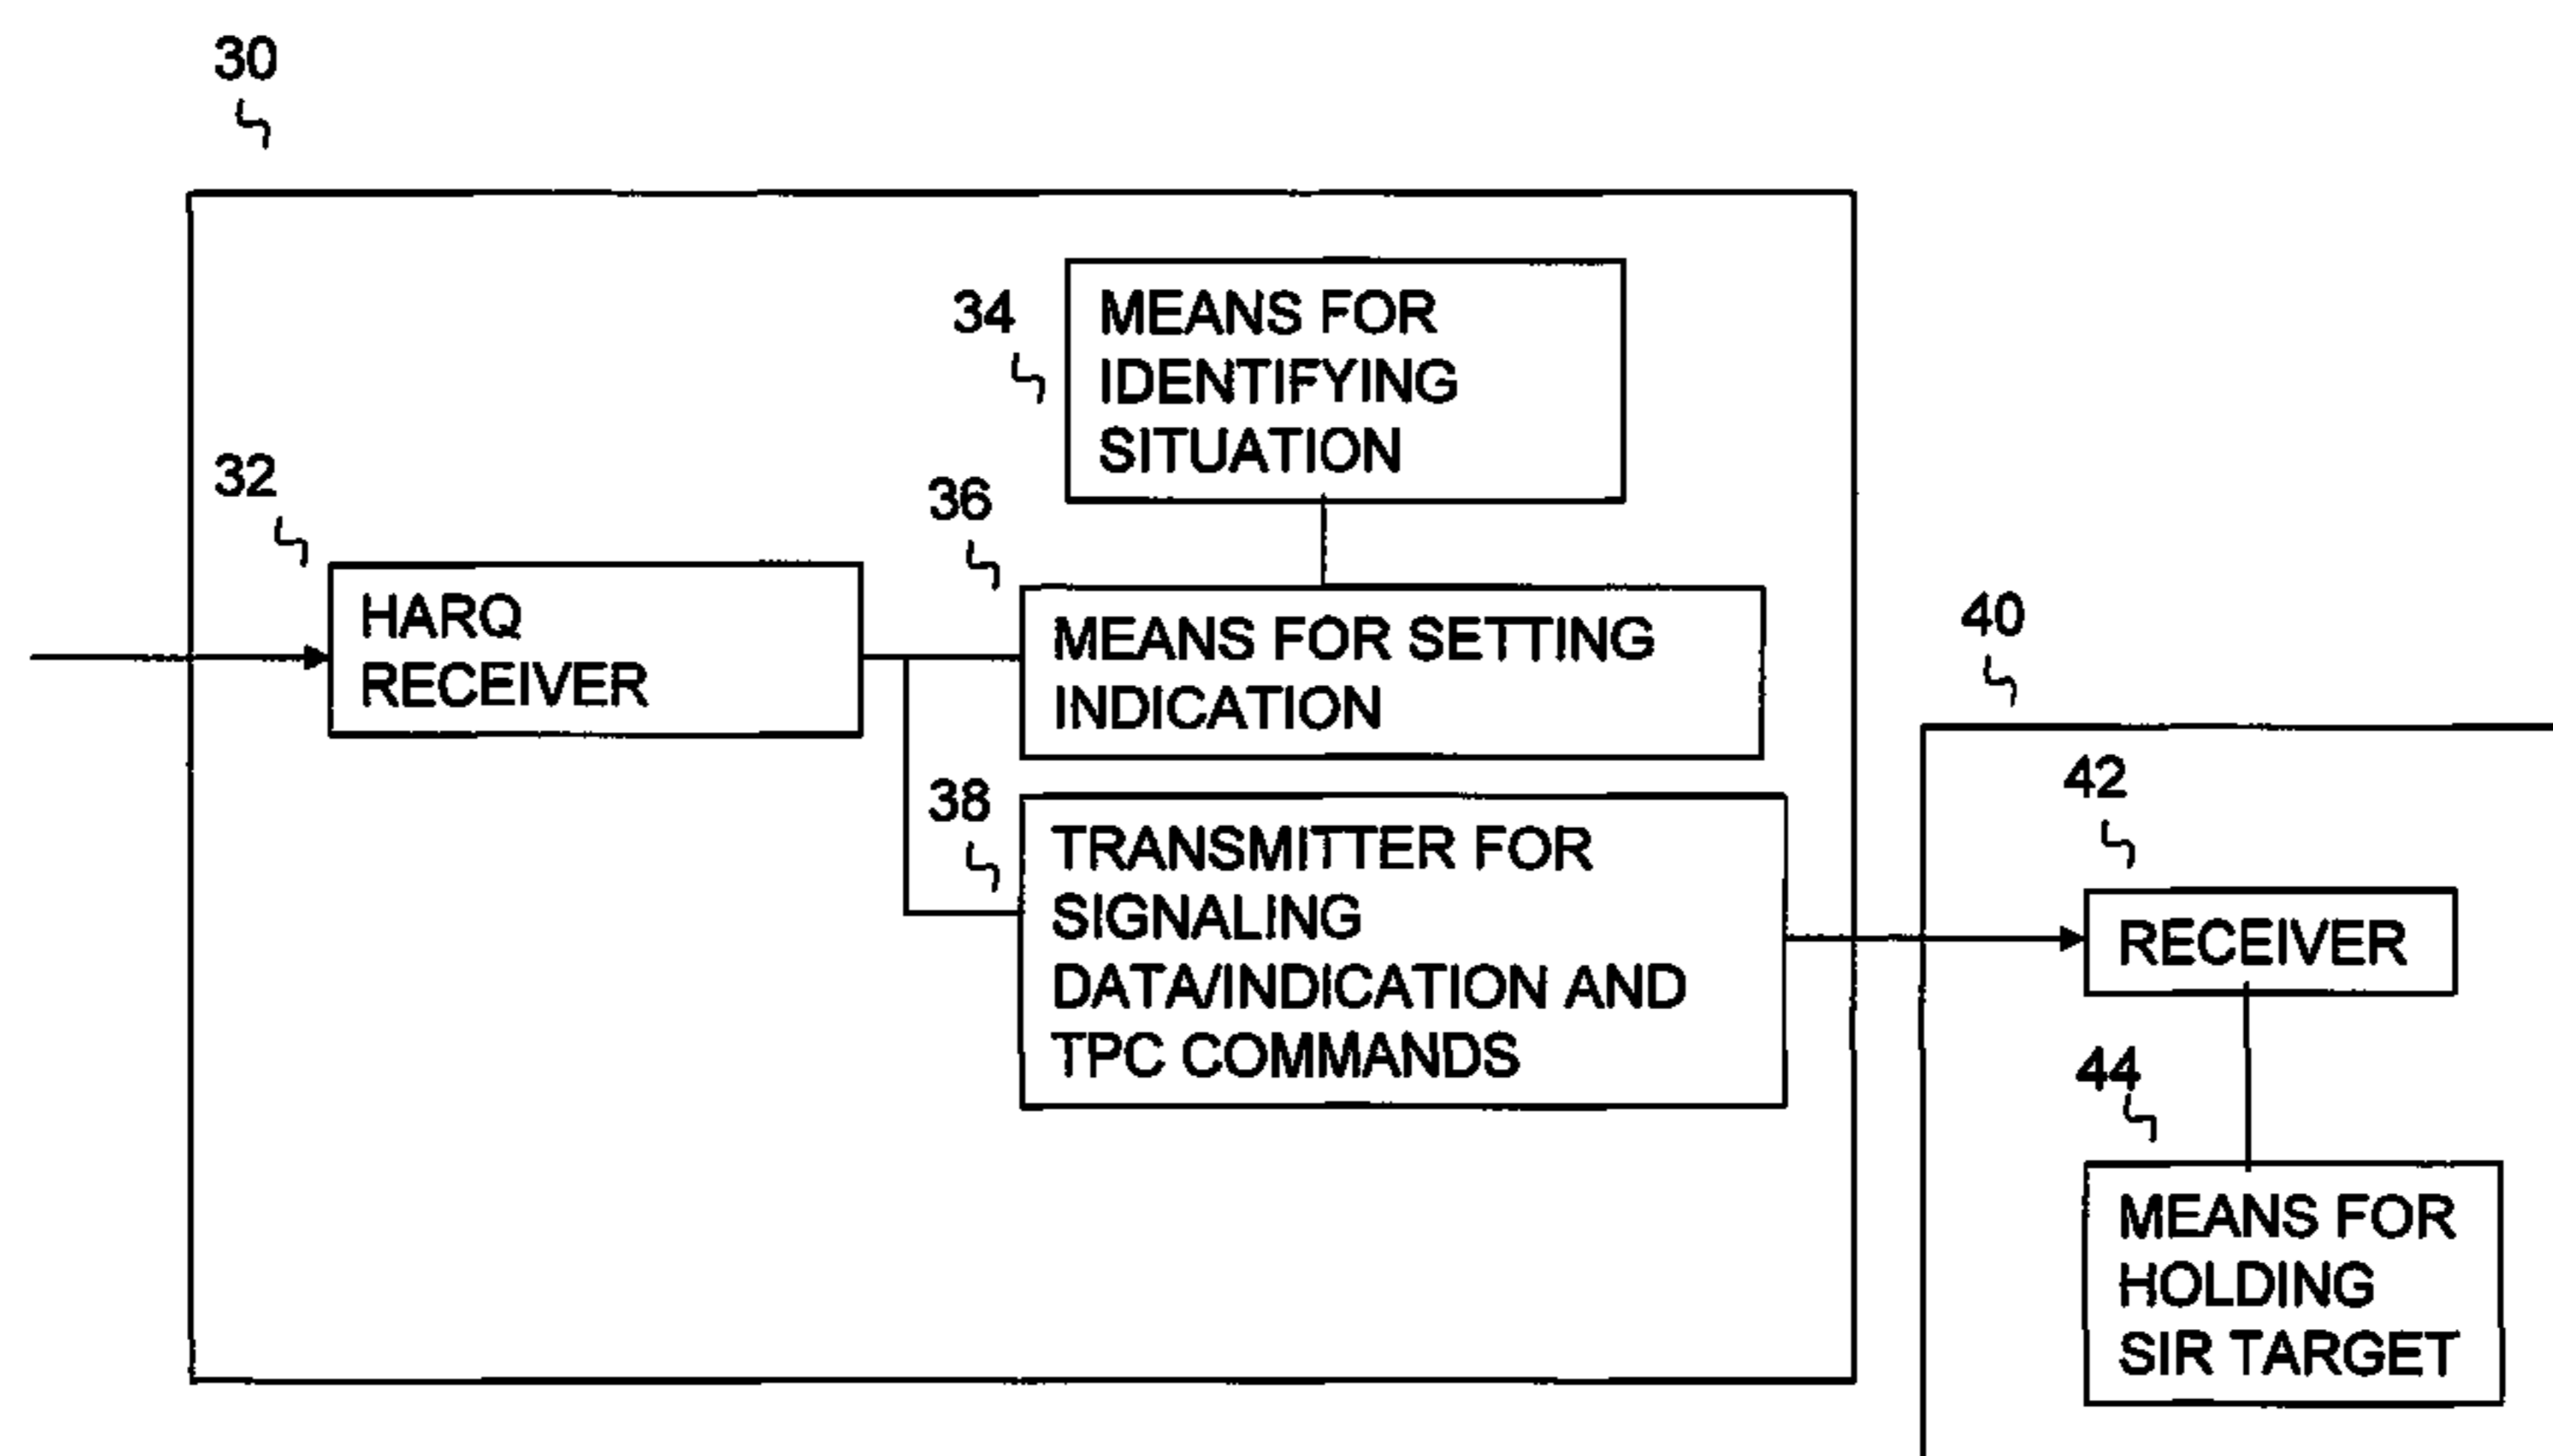 30
34
MEANS FOR
IDENTIFYING
SITUATION
32
HARQ
RECEIVER
36
MEANS FOR SETTING
INDICATION
38
TRANSMITTER FOR
SIGNALING
DATA/INDICATION AND
TPC COMMANDS
40
42
RECEIVER
44
MEANS FOR
HOLDING
SIR TARGET